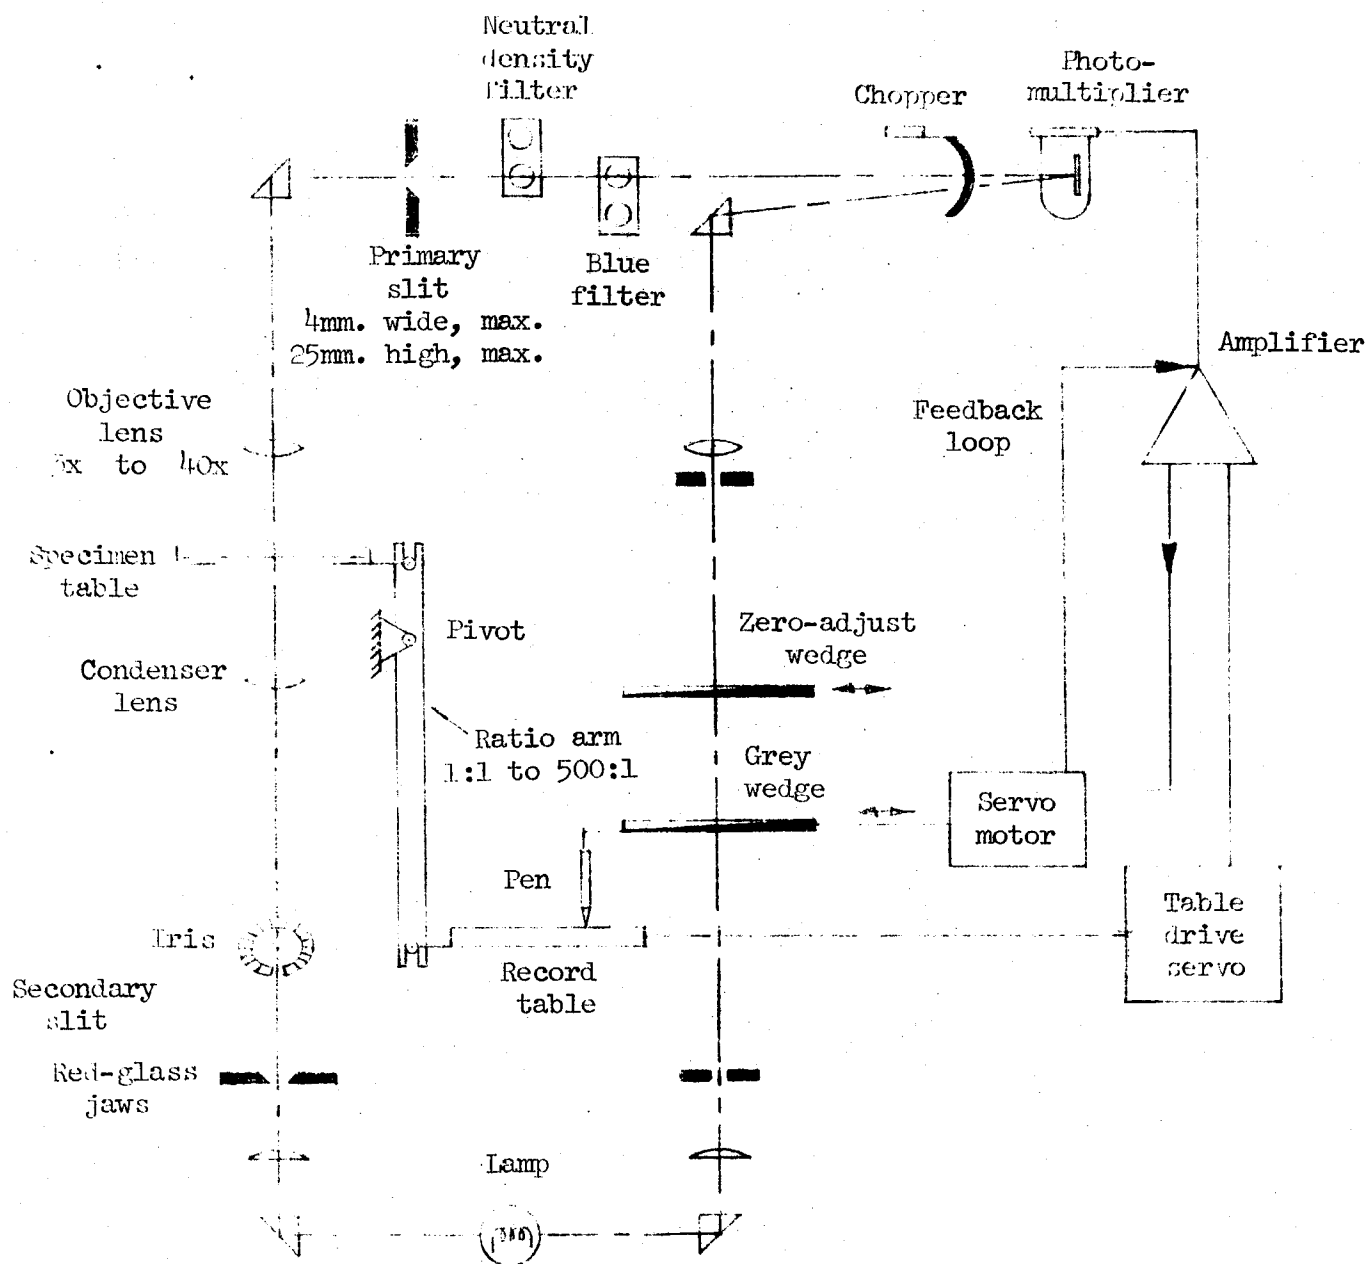 Neutral
density
filter
Photo-
multiplier
Chopper
Primary
slit
4mm. wide, max.
25mm. high, max.
Blue
filter
Amplifier
Objective
lens
5x to 40x
Feedback
loop
Specimen
table
Pivot
Zero-adjust
wedge
Condenser
lens
Ratio arm
1:1 to 500:1
Grey
wedge
Servo
motor
Pen
Table
drive
servo
Iris
Record
table
Secondary
slit
Red-glass
jaws
Lamp